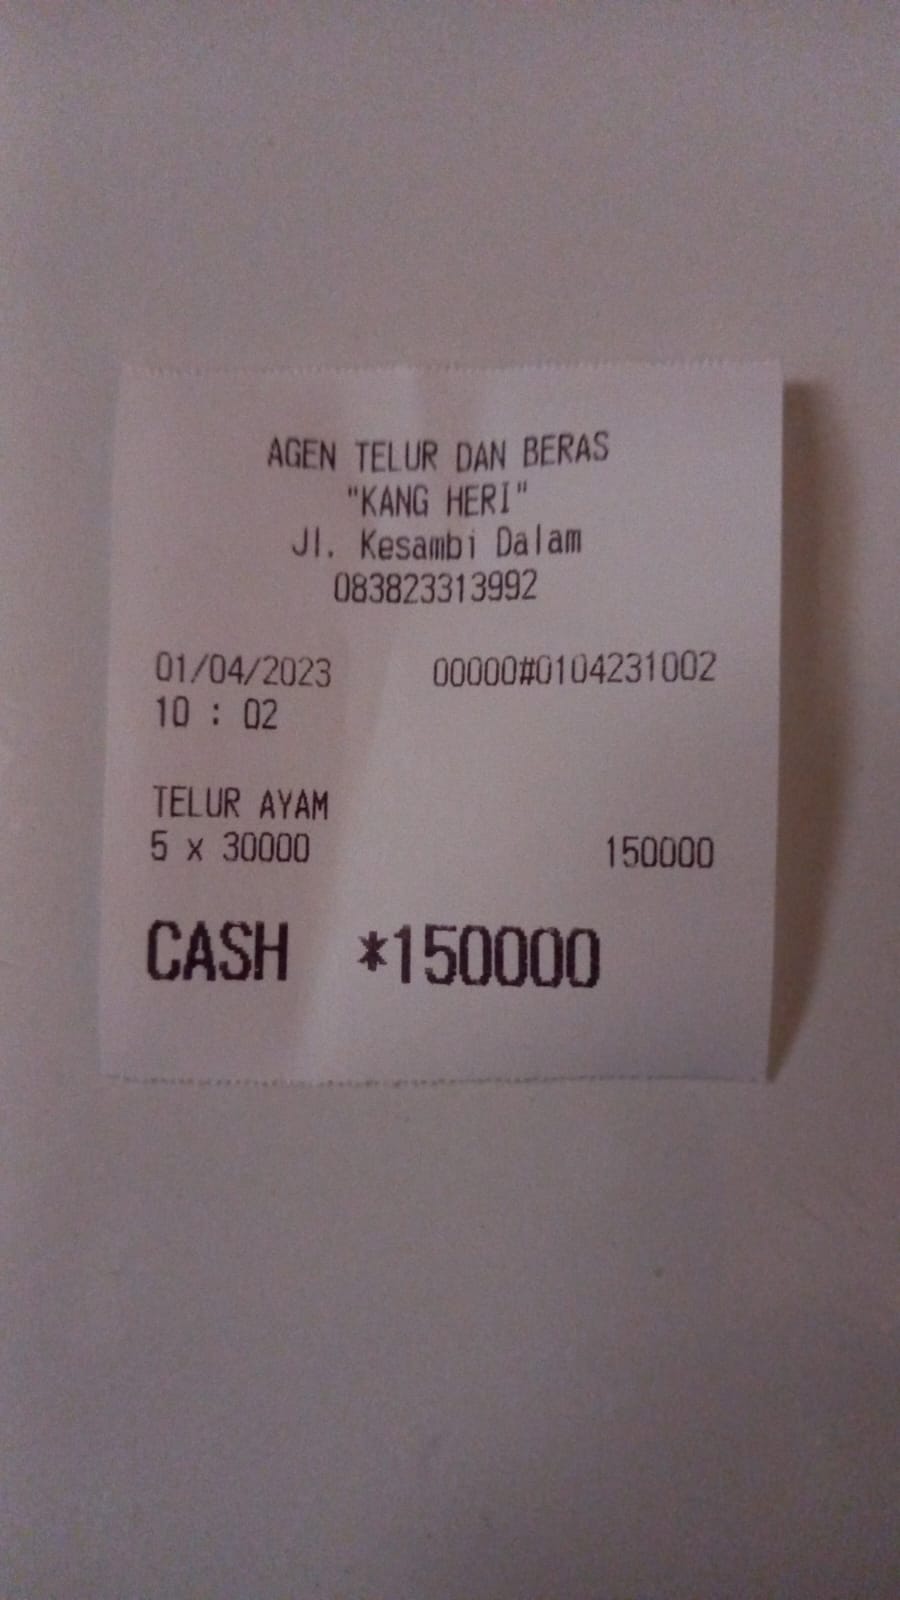 AGEN TELUR DAN BERAS
"KANG HERI"
Jl. Kesambi Dalam
083823313992
01/04/2023 00000#0104231002
10 : 02
TELUR AYAM
5 x 30000 150000
CASH *150000